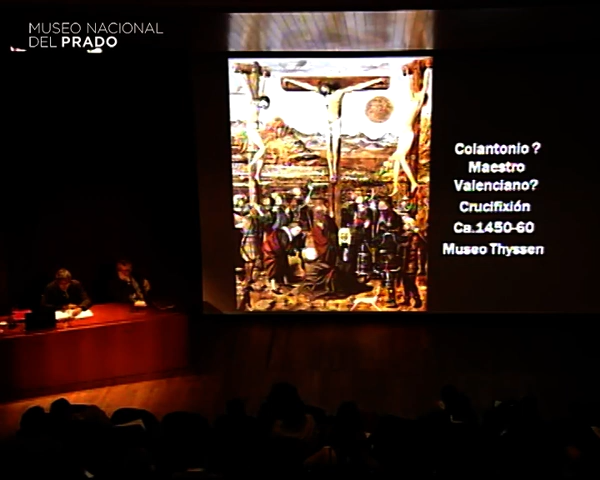 MUSEO NACIONAL
DEL PRADO
Colantonio ?
Maestro
Valenciano?
Crucifixión
Ca.1450-60
Museo Thyssen